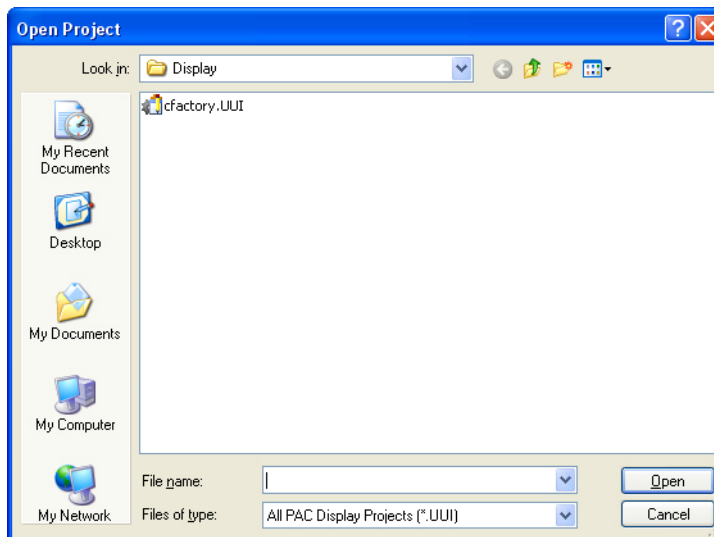 Open Project
Look in: Display
cfactory.UUI
My Recent
Documents
Desktop
My Documents
My Computer
My Network
File name:
Open
Files of type: All PAC Display Projects (*.UUI)
Cancel